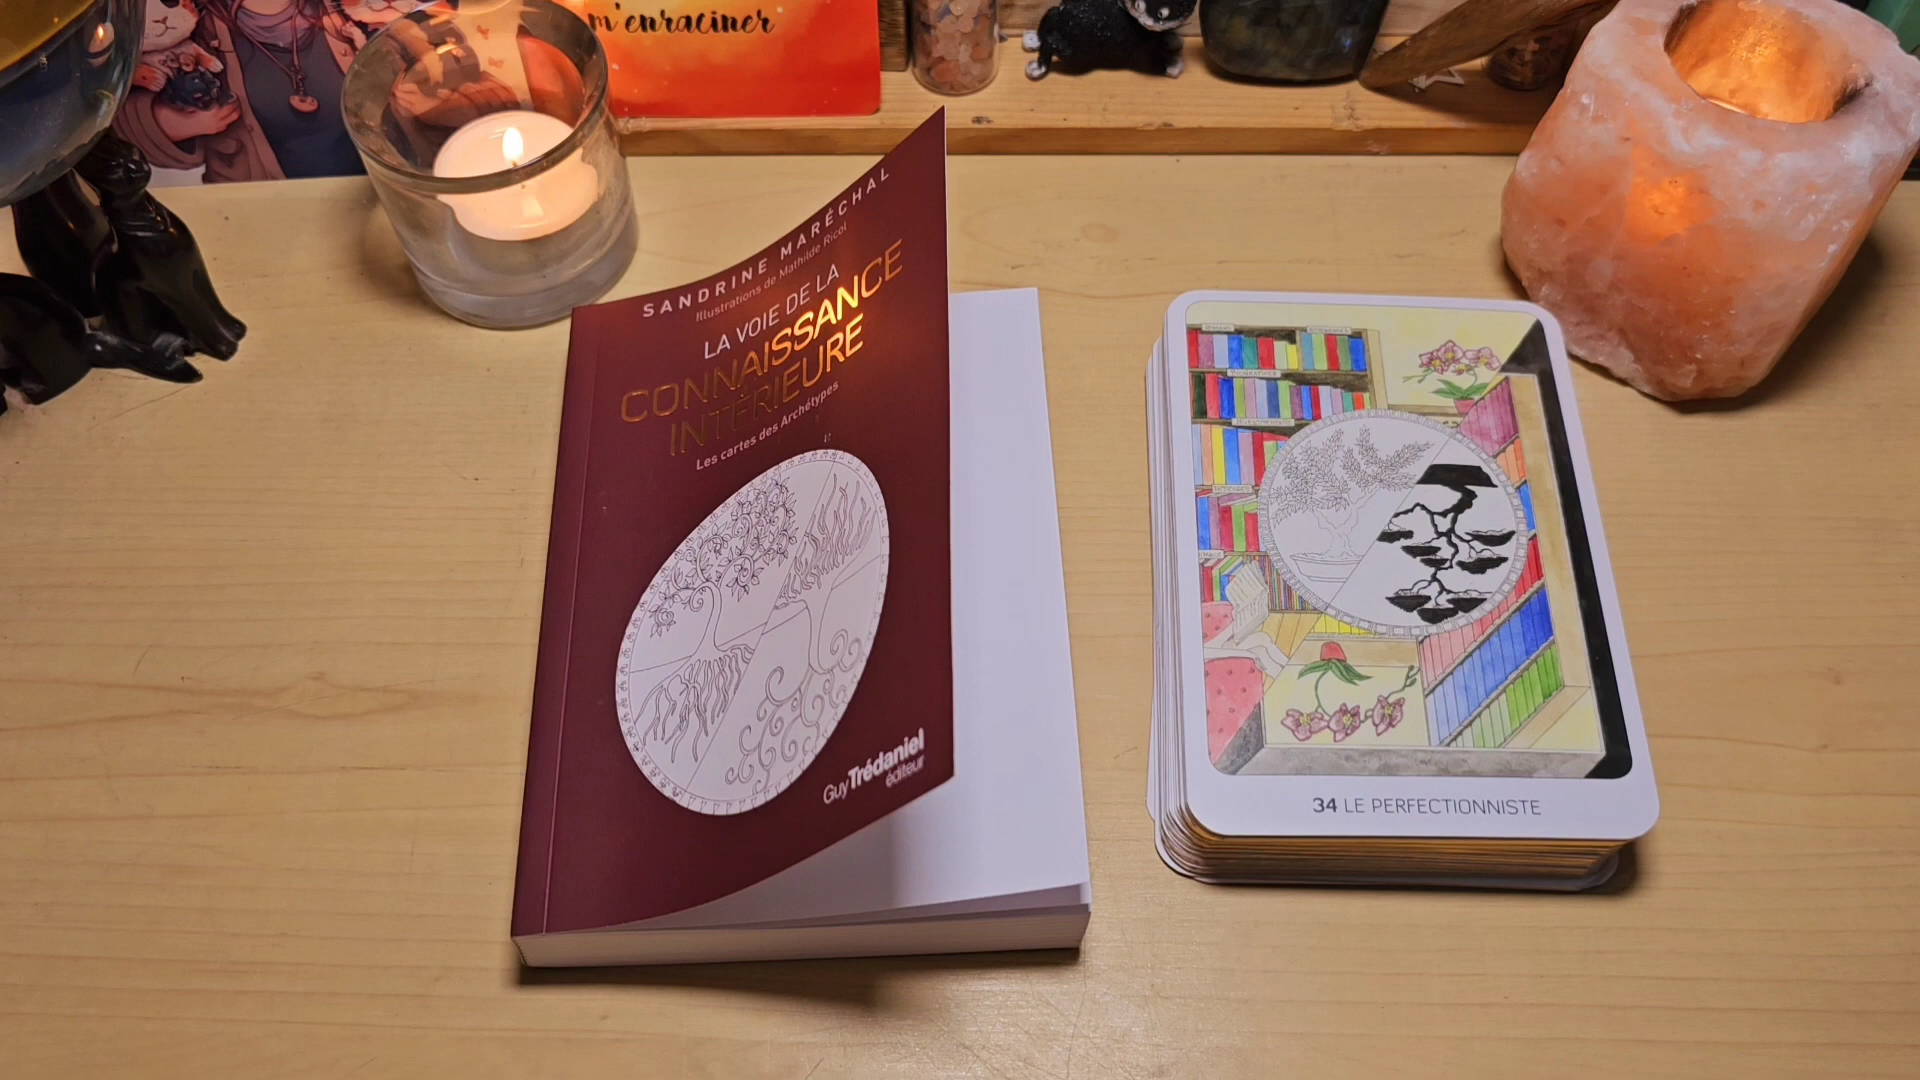 m'enraciner
SANDRINE MARÉCHAL
Illustrations de Mathilde Ricol
LA VOIE DE LA
CONNAISSANCE
INTÉRIEURE
Les cartes des Archétypes
Guy Trédaniel
éditeur
34 LE PERFECTIONNISTE